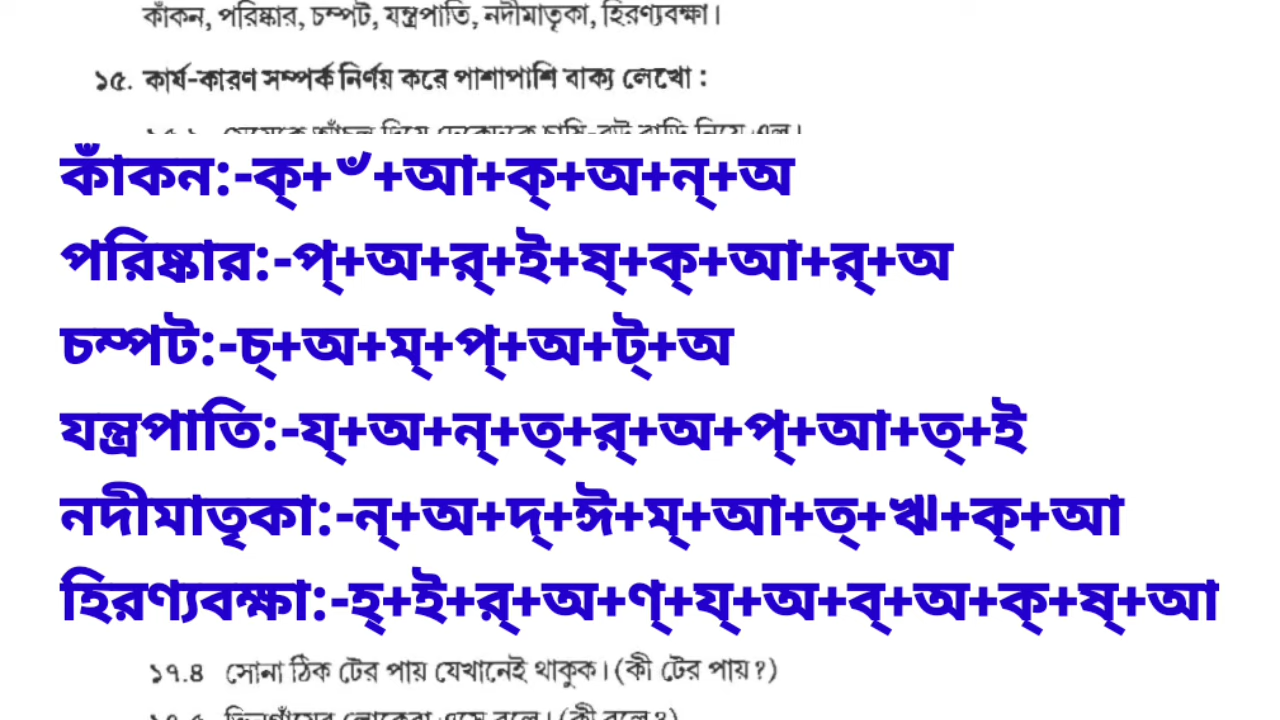 কাঁকন, পরিষ্কার, চম্পট, যন্ত্রপাতি, নদীমাতৃকা, হিরণ্যবক্ষা।
১৫. কার্য-কারণ সম্পর্ক নির্ণয় করে পাশাপাশি বাক্য লেখো :
কাঁকন:-ক্+ঁ+আ+ক্+অ+ন্+অ
পরিষ্কার:-প্+অ+র্+ই+ষ্+ক্+আ+র্+অ
চম্পট:-চ্+অ+ম্+প্+অ+ট্+অ
যন্ত্রপাতি:-য্+অ+ন্+ত্+র্+অ+প্+আ+ত্+ই
নদীমাতৃকা:-ন্+অ+দ্+ঈ+ম্+আ+ত্+ঋ+ক্+আ
হিরণ্যবক্ষা:-হ্+ই+র্+অ+ণ্+য্+অ+ব্+অ+ক্+ষ্+আ
১৭.৪ সোনা ঠিক টের পায় যেখানেই থাকুক। (কী টের পায়?)